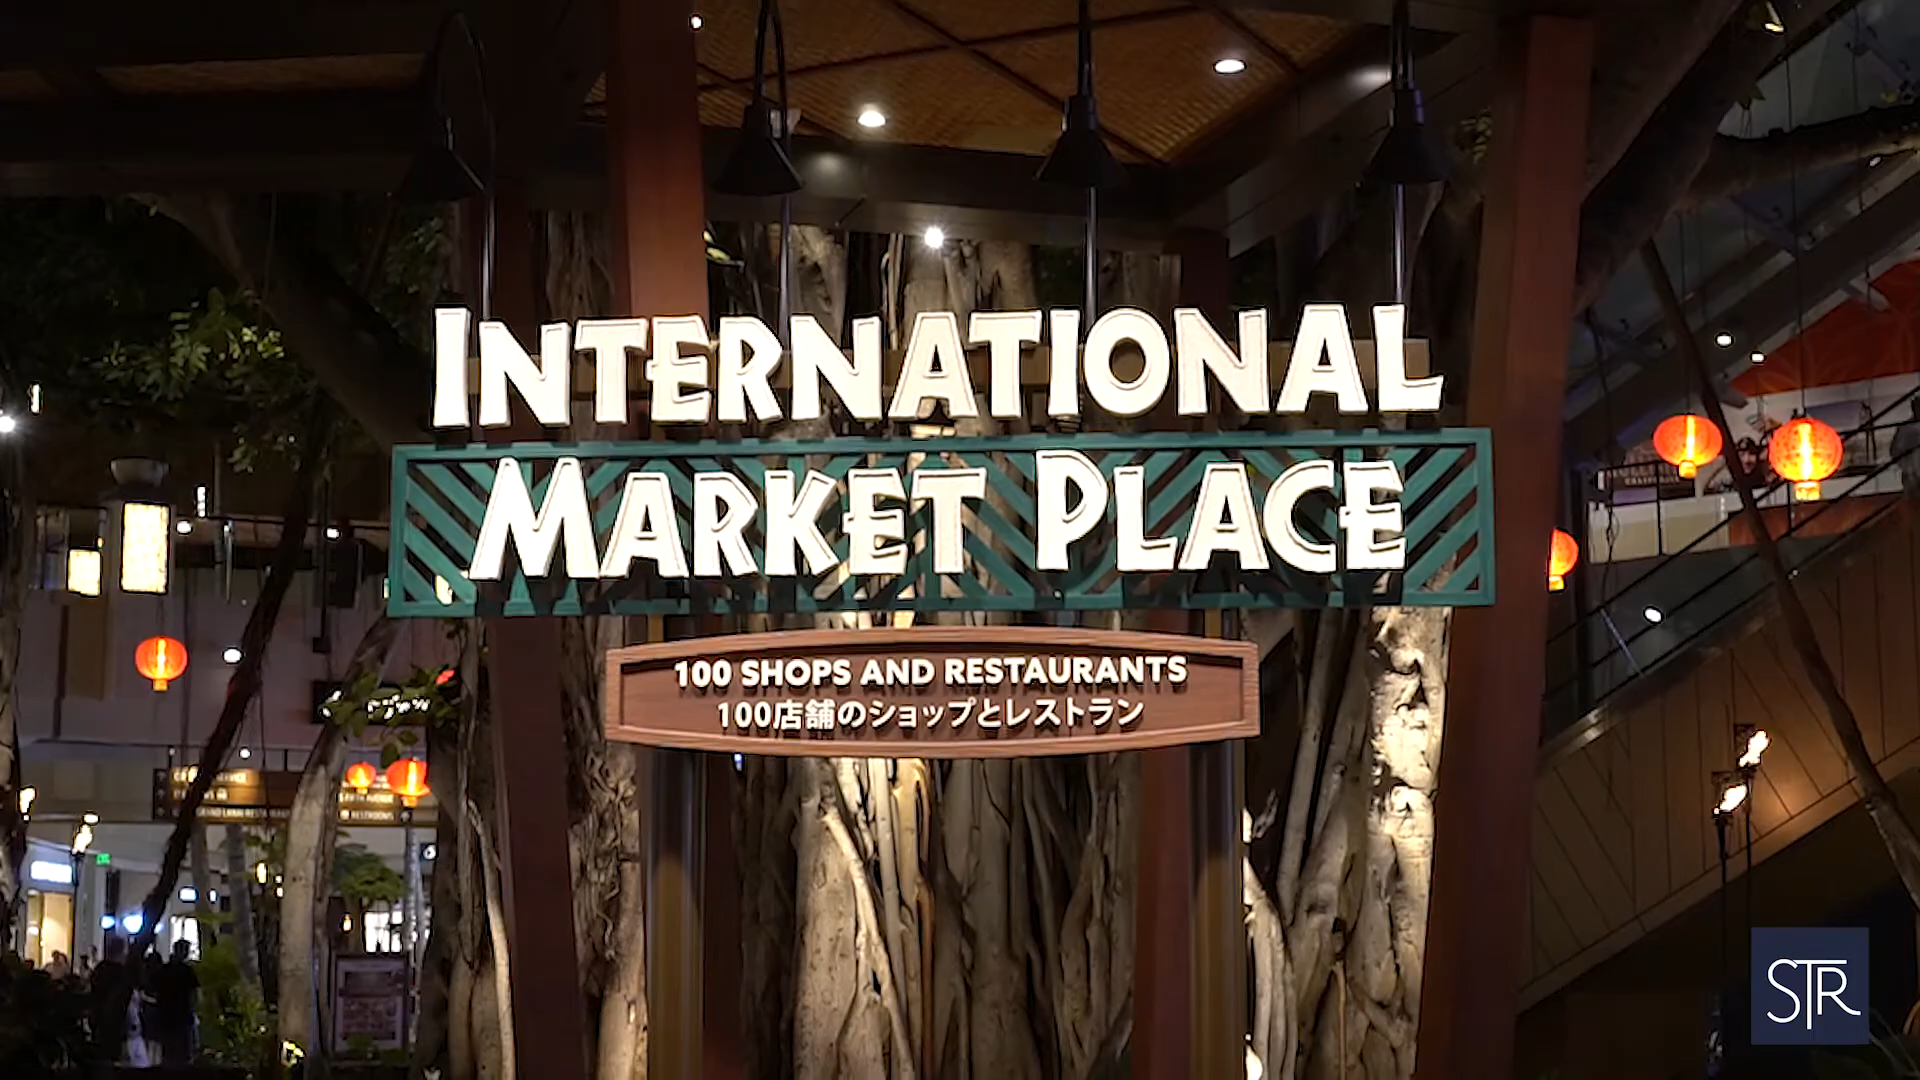 INTERNATIONAL
MARKET PLACE
100 SHOPS AND RESTAURANTS
100店舗のショップとレストラン
RESTROOMS
STR